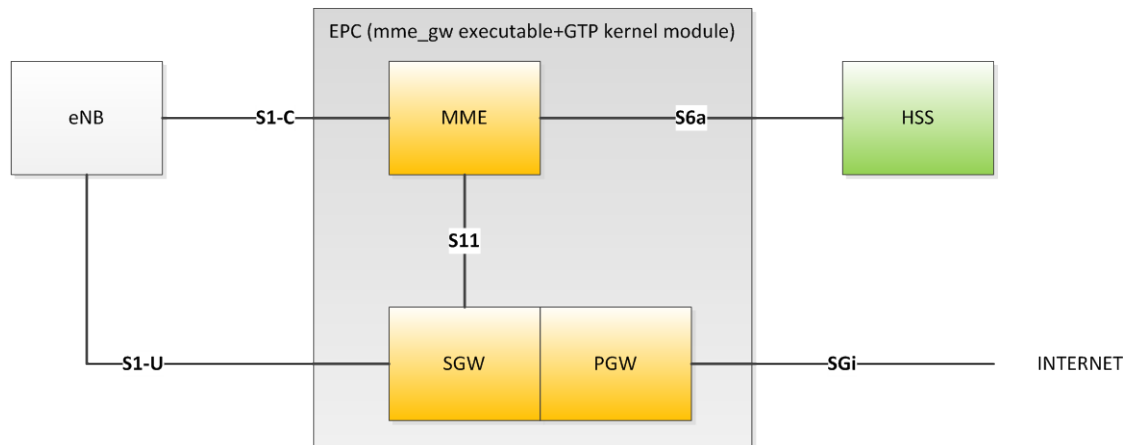 EPC (mme_gw executable+GTP kernel module)
eNB
S1-C
MME
S6a
HSS
S11
S1-U
SGW
PGW
SGi
INTERNET